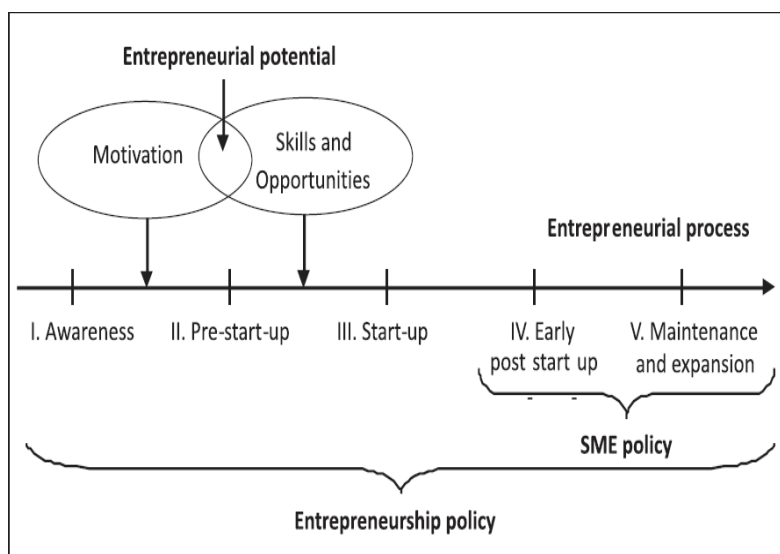 Entrepreneurial potential
Motivation
Skills and
Opportunities
Entrepreneurial process
I. Awareness
II. Pre-start-up
III. Start-up
IV. Early
post start up
V. Maintenance
and expansion
SME policy
Entrepreneurship policy